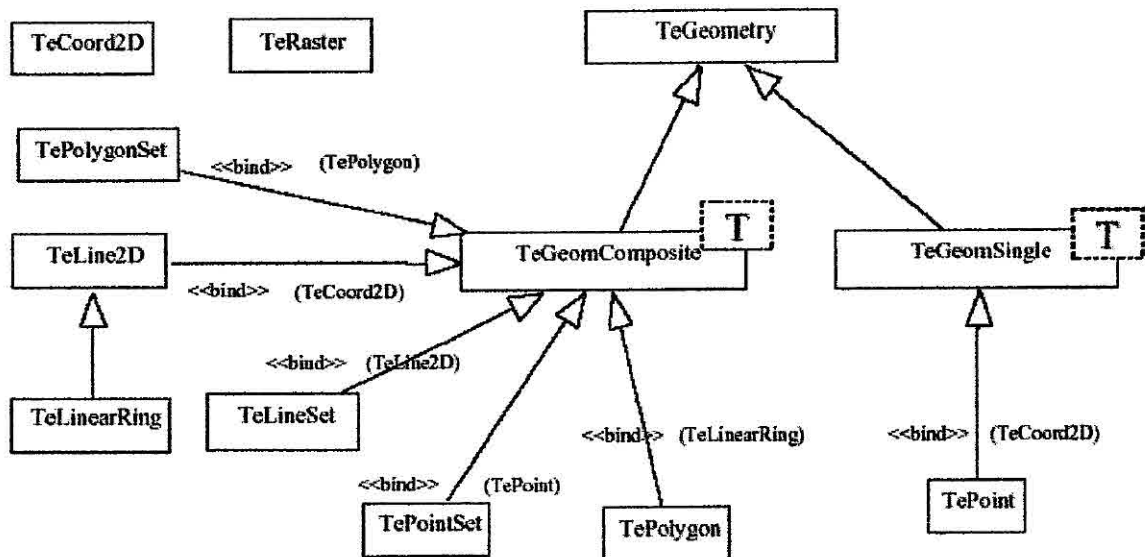 TeCoord2D
TeRaster
TeGeometry
TePolygonSet
<<bind>> (TePolygon)
T
T
TeLine2D
TeGeomComposite
TeGeomSingle
<<bind>> (TeCoord2D)
<<bind>> (TeLine2D)
TeLinearRing
TeLineSet
<<bind>> (TeLinearRing)
<<bind>> (TeCoord2D)
<<bind>> (TePoint)
TePointSet
TePolygon
TePoint